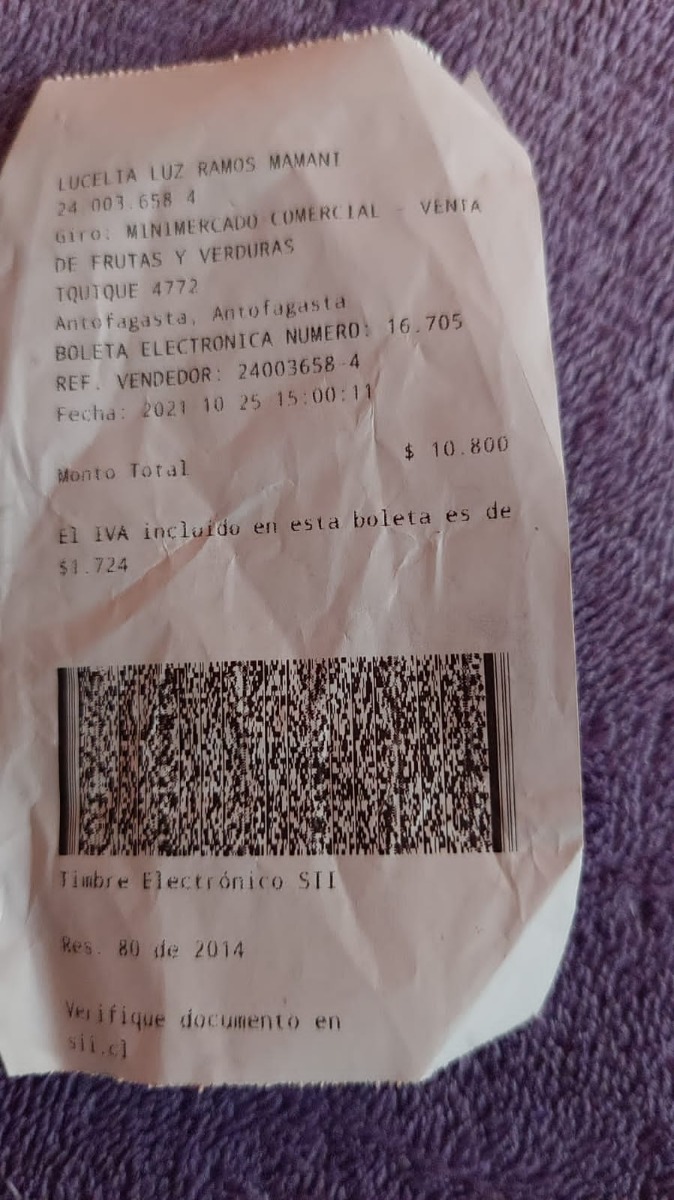 LUCELIA LUZ RAMOS MAMANI
24 003.658 4
Giro: MINIMERCADO COMERCIAL - VENTA
DE FRUTAS Y VERDURAS
IQUIQUE 4772
Antofagasta, Antofagasta
BOLETA ELECTRONICA NUMERO: 16.705
REF. VENDEDOR: 24003658-4
Fecha: 2021 10 25 15:00:11
Monto Total $ 10.800
El IVA incluido en esta boleta es de
$1.724
Timbre Electrónico SII
Res. 80 de 2014
Verifique documento en
sii.cl